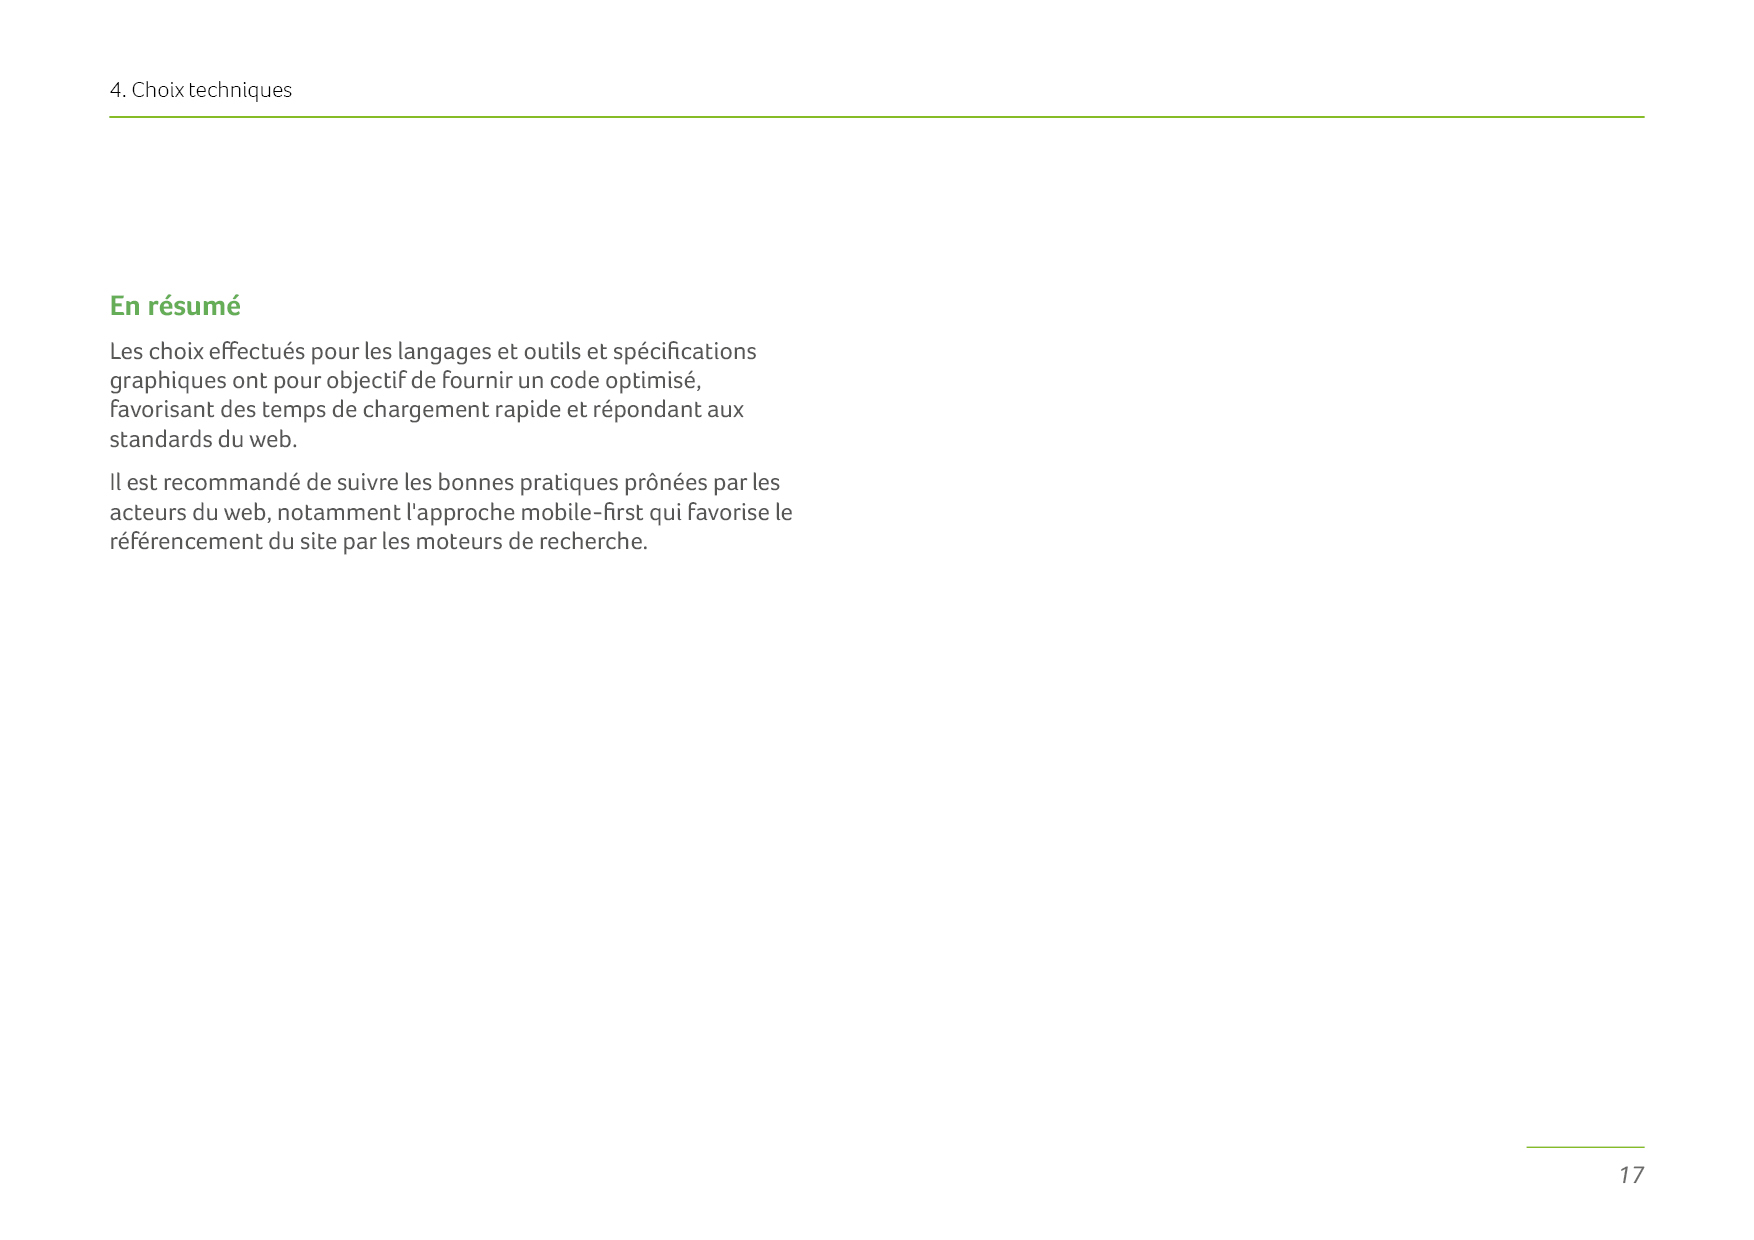 4. Choix techniques
En résumé
Les choix effectués pour les langages et outils et spécifications
graphiques ont pour objectif de fournir un code optimisé,
favorisant des temps de chargement rapide et répondant aux
standards du web.
Il est recommandé de suivre les bonnes pratiques prônées par les
acteurs du web, notamment l'approche mobile-first qui favorise le
référencement du site par les moteurs de recherche.
17